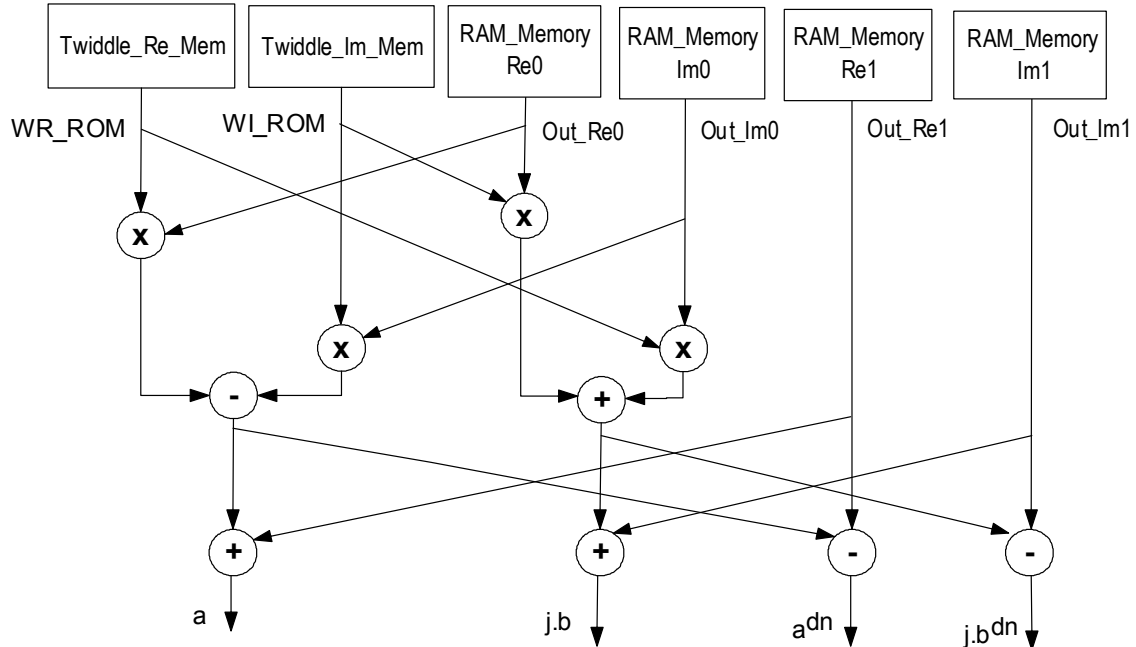 Twiddle_Re_Mem
Twiddle_Im_Mem
RAM_Memory
Re0
RAM_Memory
Im0
RAM_Memory
Re1
RAM_Memory
Im1
WR_ROM
WI_ROM
Out_Re0
Out_Im0
Out_Re1
Out_Im1
x
x
x
x
-
+
+
+
-
-
a
j.b
a^dn
j.b^dn